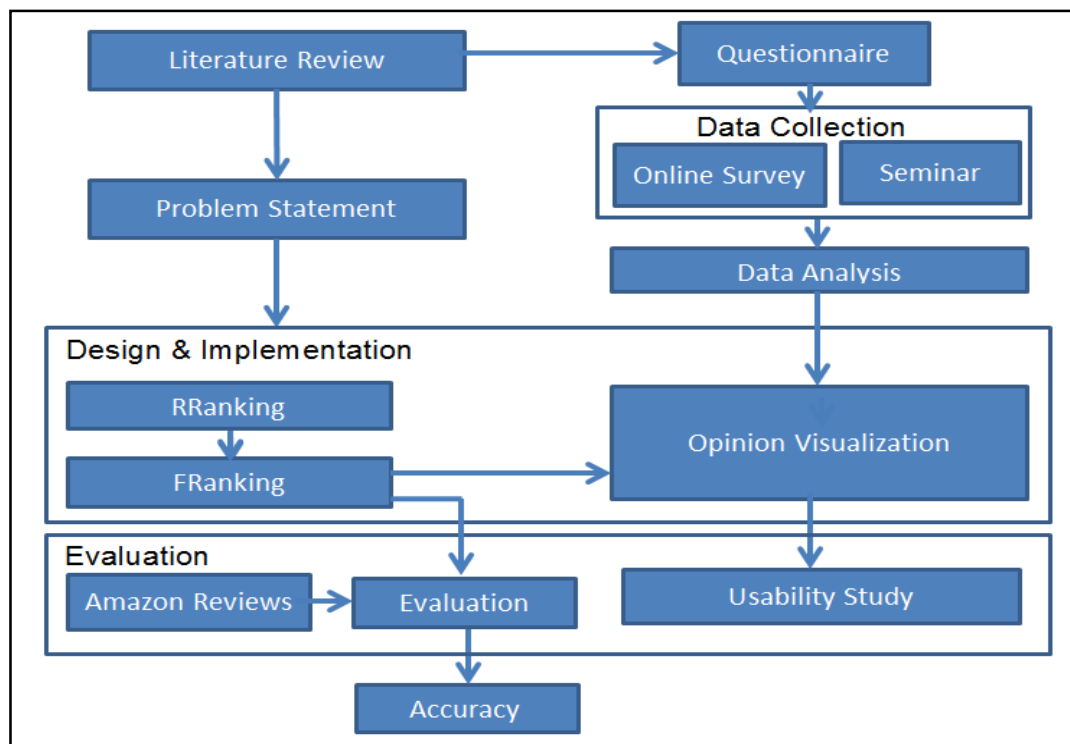 Literature Review
Questionnaire
Data Collection
Online Survey
Seminar
Problem Statement
Data Analysis
Design & Implementation
RRanking
Opinion Visualization
FRanking
Evaluation
Amazon Reviews
Evaluation
Usability Study
Accuracy